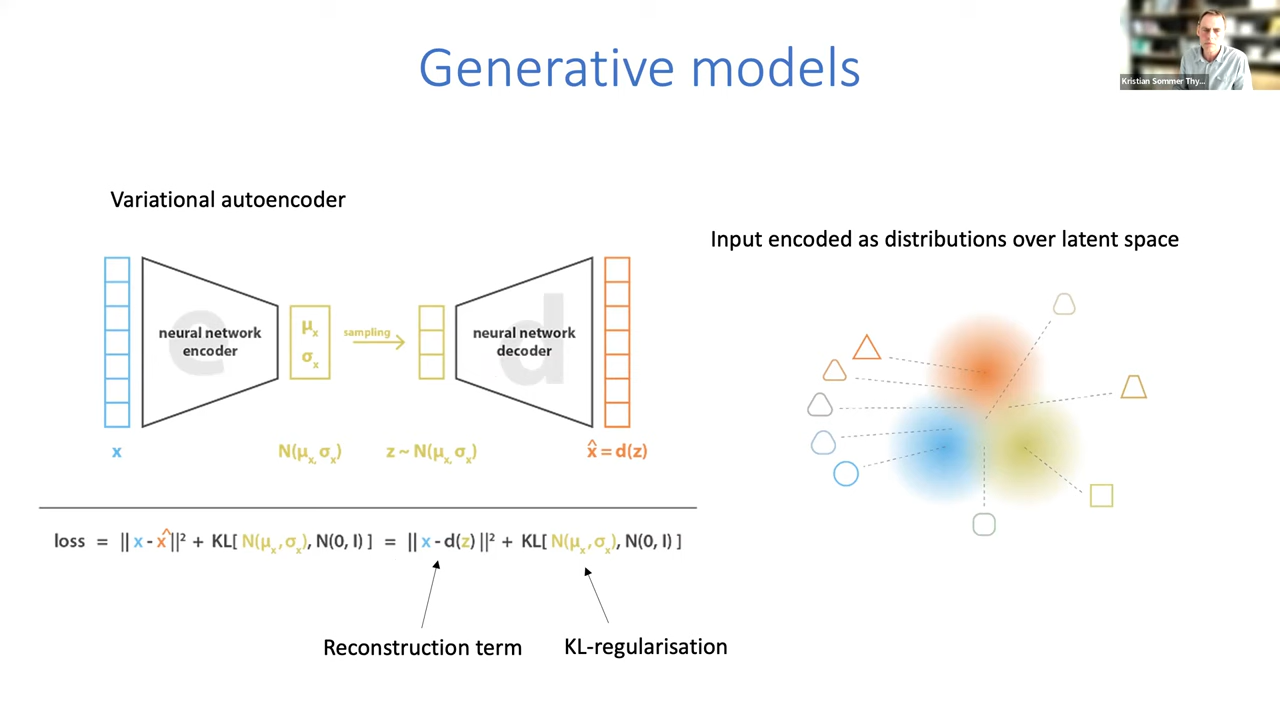 Generative models
Kristian Sommer Thy...
Variational autoencoder
Input encoded as distributions over latent space
e
d
neural network
encoder
μₓ
σₓ
sampling
neural network
decoder
x
N(μₓ, σₓ)
z ~ N(μₓ, σₓ)
x̂ = d(z)
loss = || x - x̂ ||² + KL[ N(μₓ, σₓ), N(0, I) ] = || x - d(z) ||² + KL[ N(μₓ, σₓ), N(0, I) ]
Reconstruction term
KL-regularisation